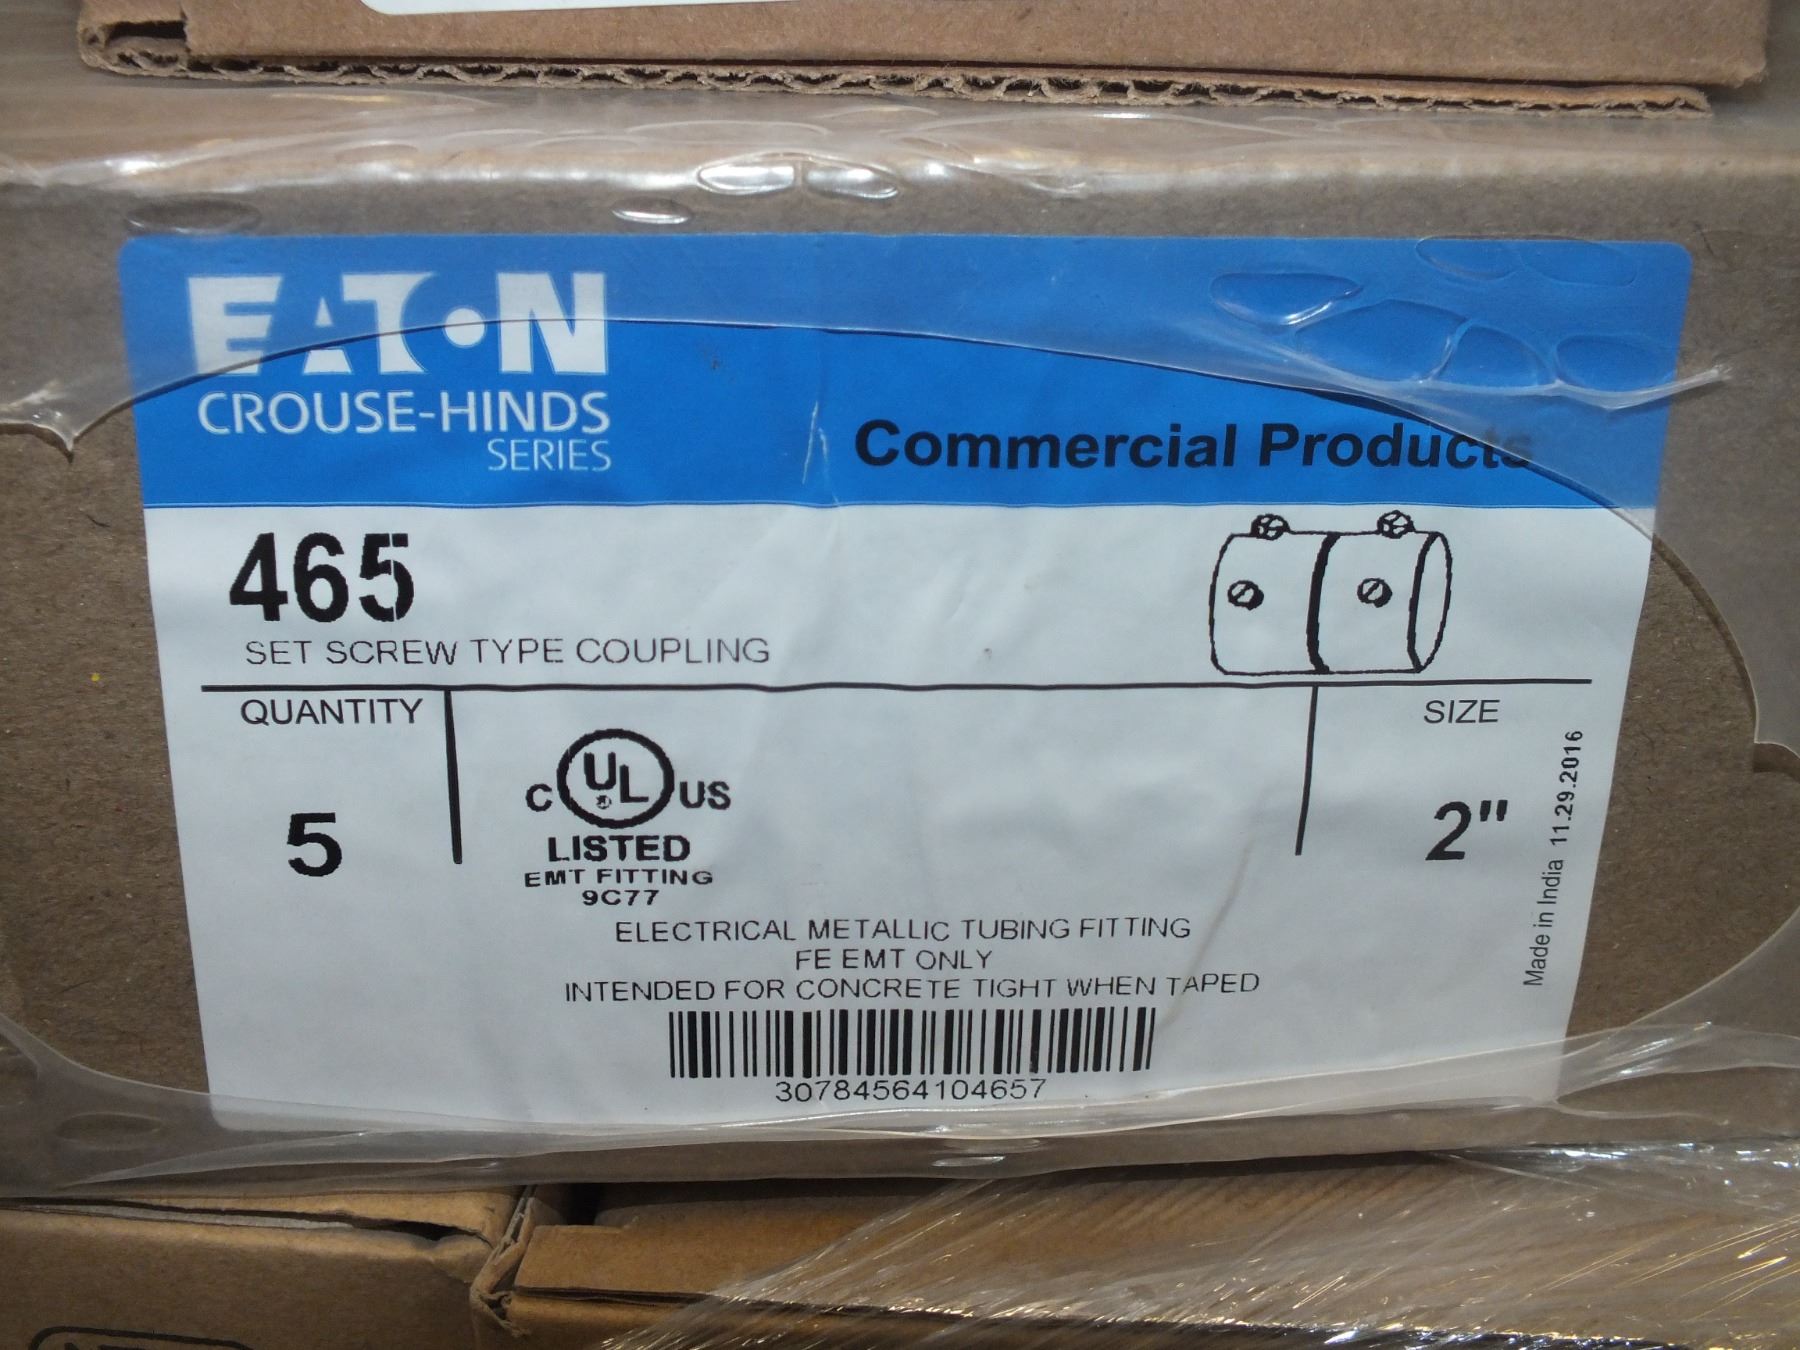 EATON
CROUSE-HINDS
SERIES
Commercial Products
465
SET SCREW TYPE COUPLING
QUANTITY
5
C UL US
LISTED
EMT FITTING
9C77
SIZE
2"
Made in India 11.29.2016
ELECTRICAL METALLIC TUBING FITTING
FE EMT ONLY
INTENDED FOR CONCRETE TIGHT WHEN TAPED
30784564104657